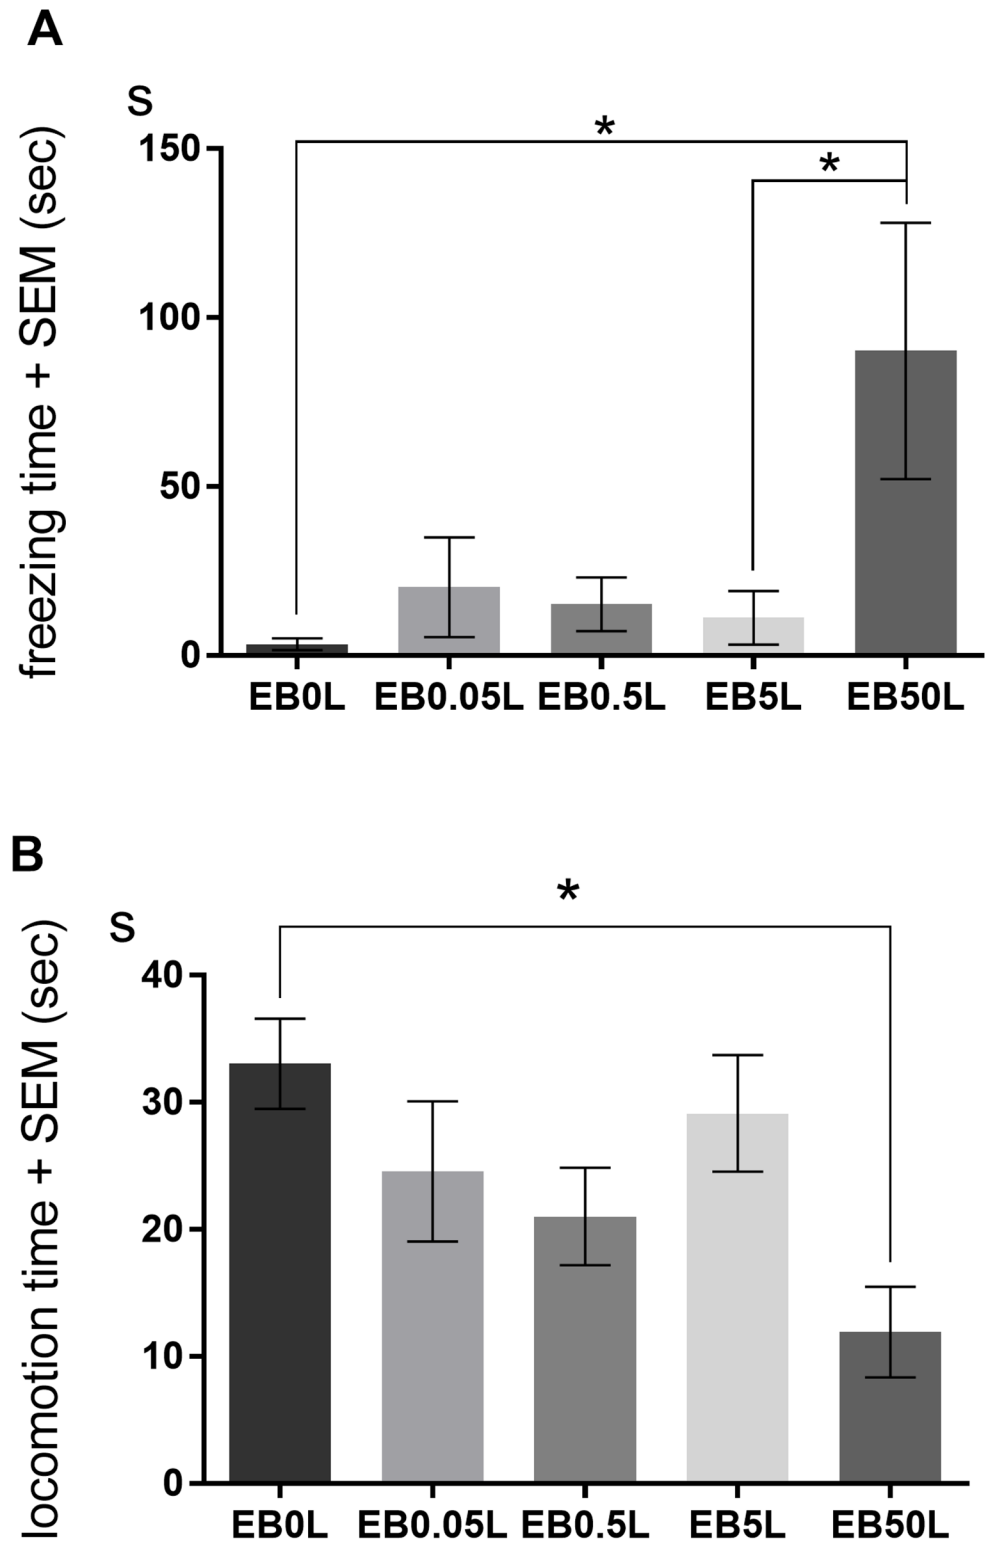 A
S
freezing time + SEM (sec)
*
*
150
100
50
0
EB0L EB0.05L EB0.5L EB5L EB50L
B
S
locomotion time + SEM (sec)
*
40
30
20
10
0
EB0L EB0.05L EB0.5L EB5L EB50L